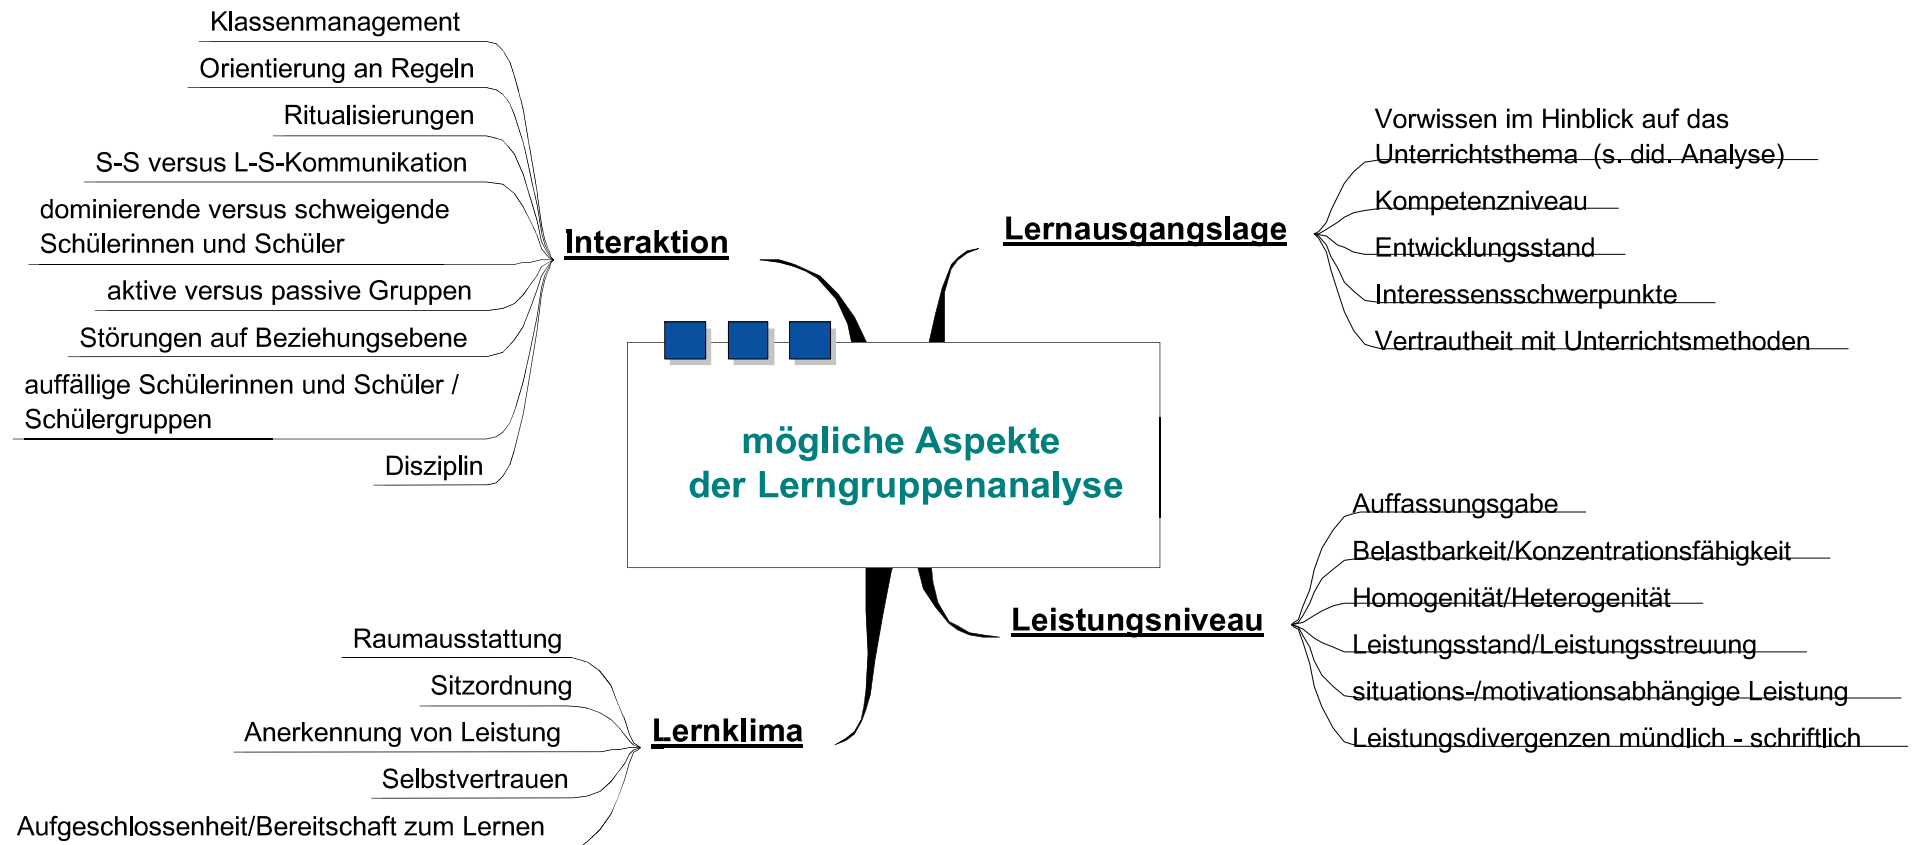 mögliche Aspekte
der Lerngruppenanalyse
Interaktion
Klassenmanagement
Orientierung an Regeln
Ritualisierungen
S-S versus L-S-Kommunikation
dominierende versus schweigende
Schülerinnen und Schüler
aktive versus passive Gruppen
Störungen auf Beziehungsebene
auffällige Schülerinnen und Schüler /
Schülergruppen
Disziplin
Lernausgangslage
Vorwissen im Hinblick auf das
Unterrichtsthema (s. did. Analyse)
Kompetenzniveau
Entwicklungsstand
Interessensschwerpunkte
Vertrautheit mit Unterrichtsmethoden
Leistungsniveau
Auffassungsgabe
Belastbarkeit/Konzentrationsfähigkeit
Homogenität/Heterogenität
Leistungsstand/Leistungsstreuung
situations-/motivationsabhängige Leistung
Leistungsdivergenzen mündlich - schriftlich
Lernklima
Raumausstattung
Sitzordnung
Anerkennung von Leistung
Selbstvertrauen
Aufgeschlossenheit/Bereitschaft zum Lernen